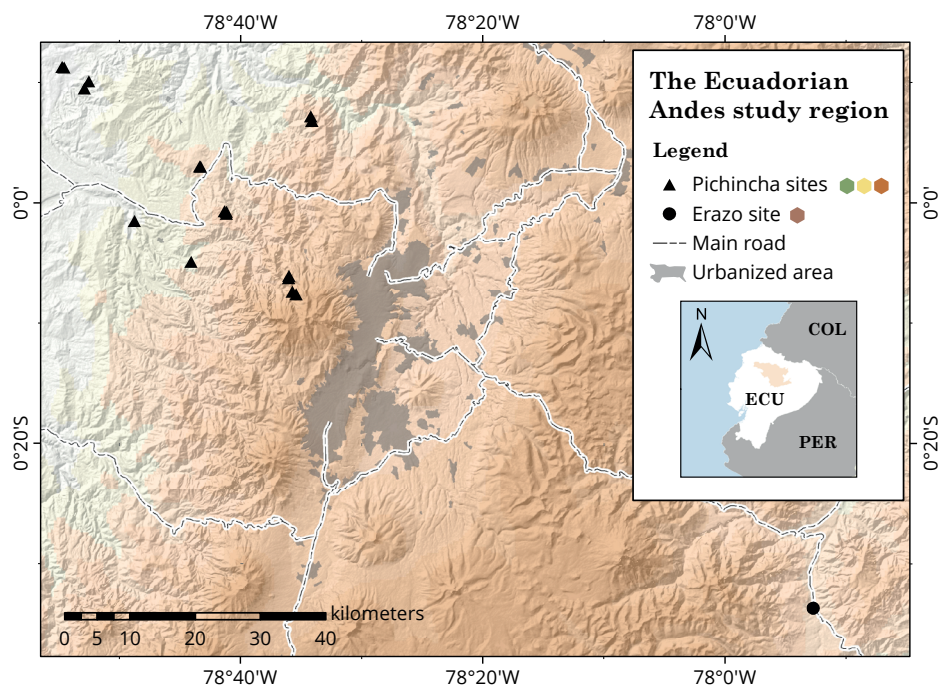 78°40'W 78°20'W 78°0'W
The Ecuadorian
Andes study region
Legend
Pichincha sites
Erazo site
Main road
Urbanized area
N
COL
ECU
PER
0°0'
0°0'
0°20'S
0°20'S
kilometers
0 5 10 20 30 40
78°40'W 78°20'W 78°0'W